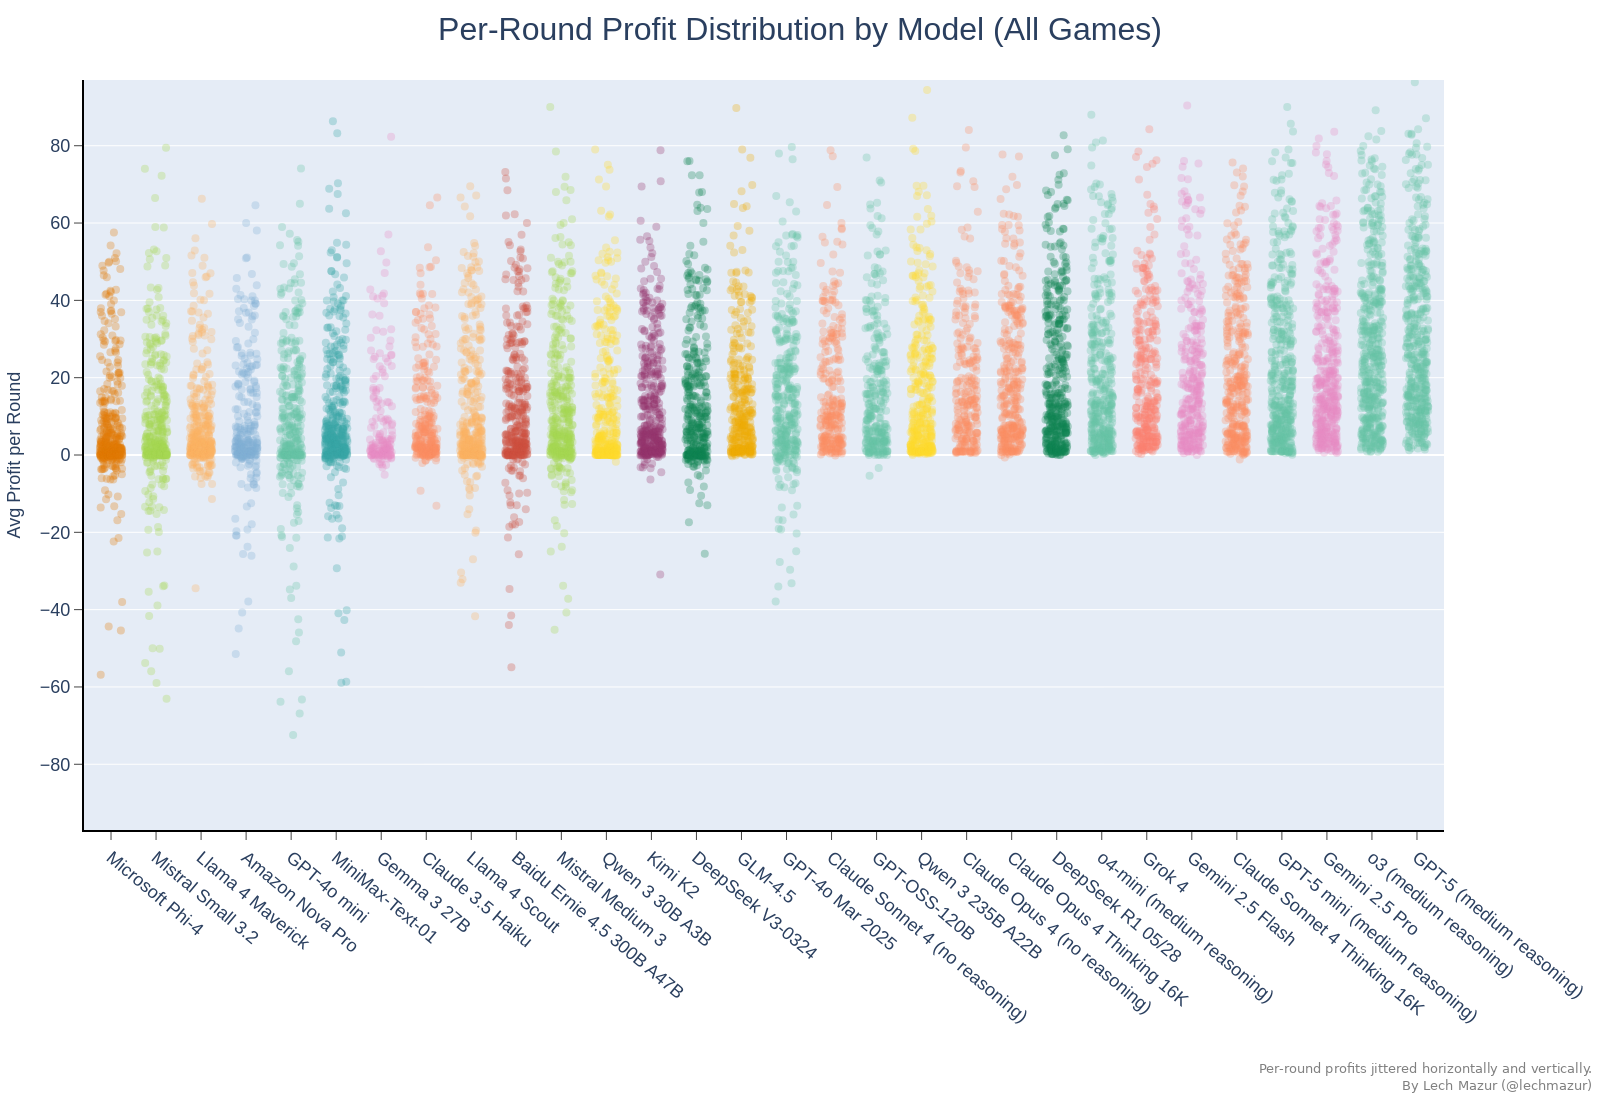 Per-Round Profit Distribution by Model (All Games)
Avg Profit per Round
80
60
40
20
0
−20
−40
−60
−80
Microsoft Phi-4
Mistral Small 3.2
Llama 4 Maverick
Amazon Nova Pro
GPT-4o mini
MiniMax-Text-01
Gemma 3 27B
Claude 3.5 Haiku
Llama 4 Scout
Baidu Ernie 4.5 300B A47B
Mistral Medium 3
Qwen 3 30B A3B
Kimi K2
DeepSeek V3-0324
GLM-4.5
GPT-4o Mar 2025
Claude Sonnet 4 (no reasoning)
GPT-OSS-120B
Qwen 3 235B A22B
Claude Opus 4 (no reasoning)
Claude Opus 4 Thinking 16K
DeepSeek R1 05/28
o4-mini (medium reasoning)
Grok 4
Gemini 2.5 Flash
Claude Sonnet 4 Thinking 16K
GPT-5 mini (medium reasoning)
Gemini 2.5 Pro
o3 (medium reasoning)
GPT-5 (medium reasoning)
Per-round profits jittered horizontally and vertically.
By Lech Mazur (@lechmazur)